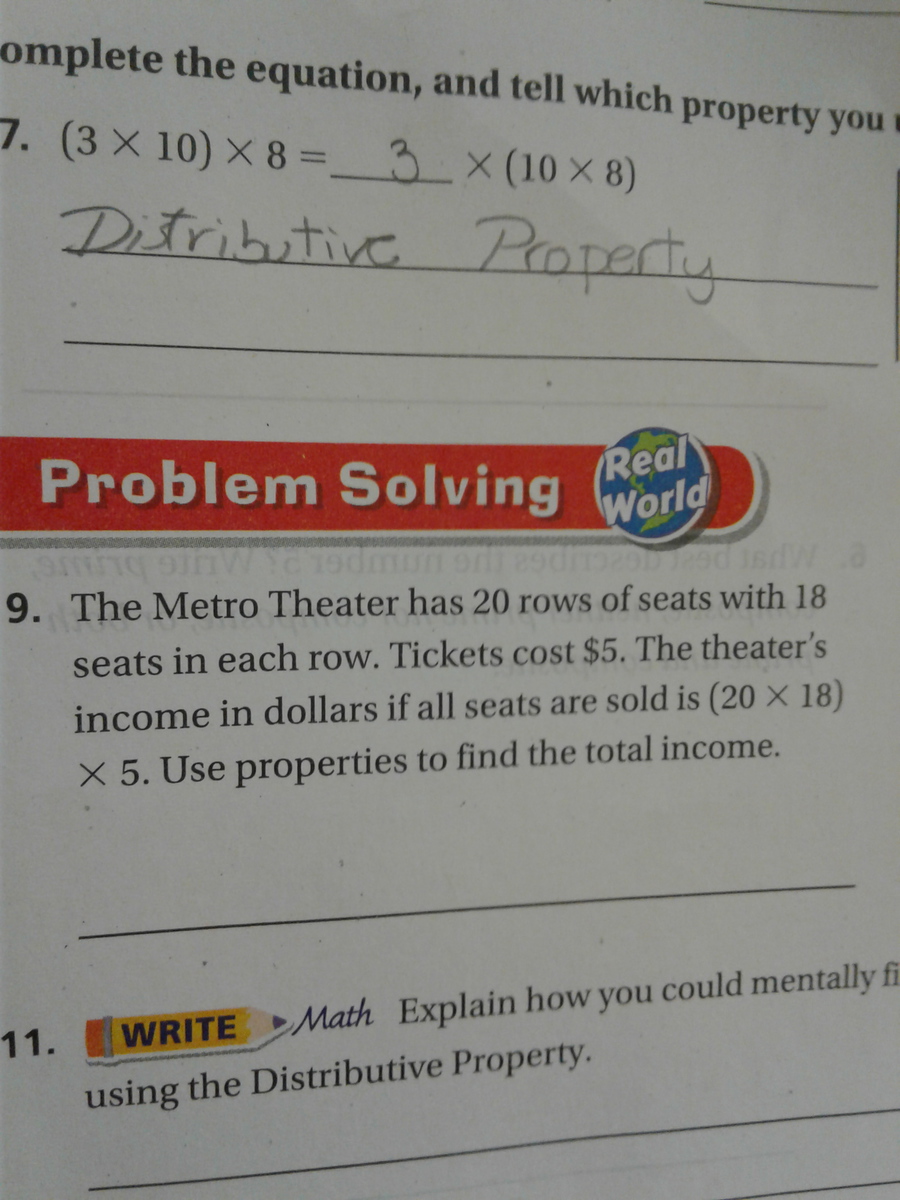 omplete the equation, and tell which property you
7. (3 × 10) × 8 = 3 × (10 × 8)
Distributive Property
Problem Solving Real World
9. The Metro Theater has 20 rows of seats with 18
seats in each row. Tickets cost $5. The theater's
income in dollars if all seats are sold is (20 × 18)
× 5. Use properties to find the total income.
11. WRITE Math Explain how you could mentally fi
using the Distributive Property.